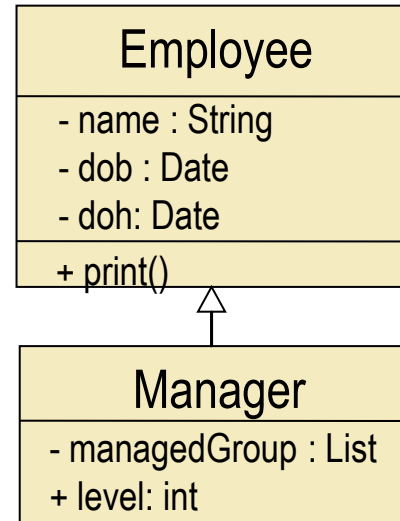 Employee
- name : String
- dob : Date
- doh: Date
+ print()
Manager
- managedGroup : List
+ level: int